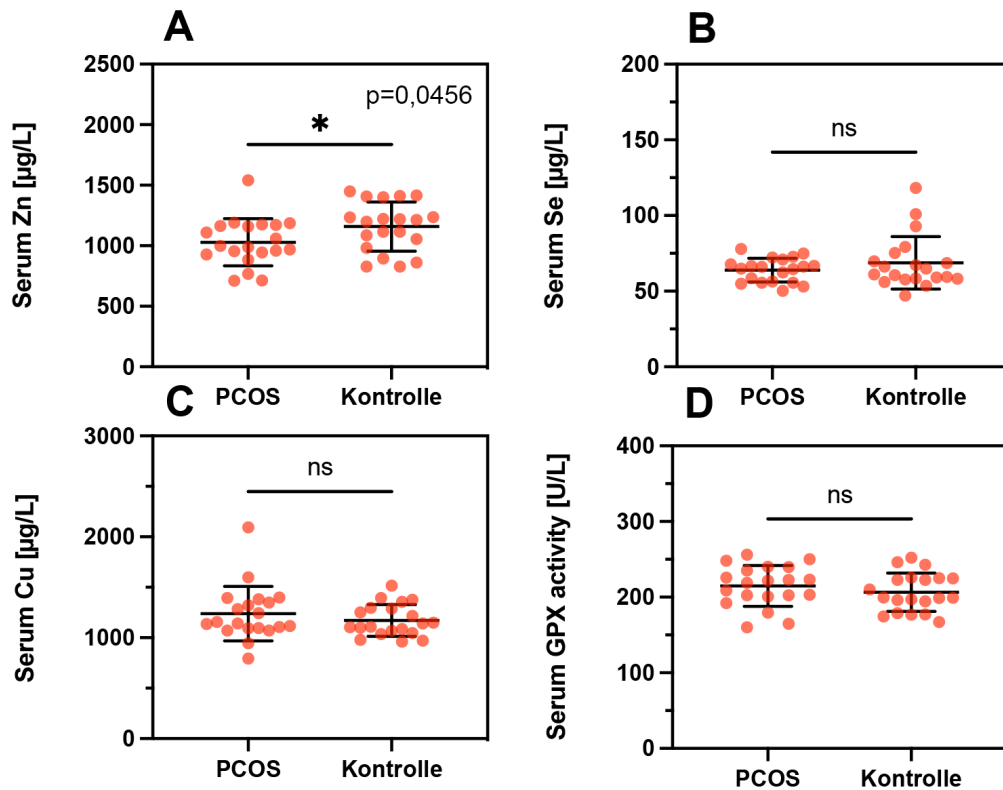 A
Serum Zn [µg/L]
2500
2000
1500
1000
500
0
p=0,0456
*
PCOS
Kontrolle
B
Serum Se [µg/L]
200
150
100
50
0
ns
PCOS
Kontrolle
C
Serum Cu [µg/L]
3000
2000
1000
0
ns
PCOS
Kontrolle
D
Serum GPX activity [U/L]
400
300
200
100
0
ns
PCOS
Kontrolle